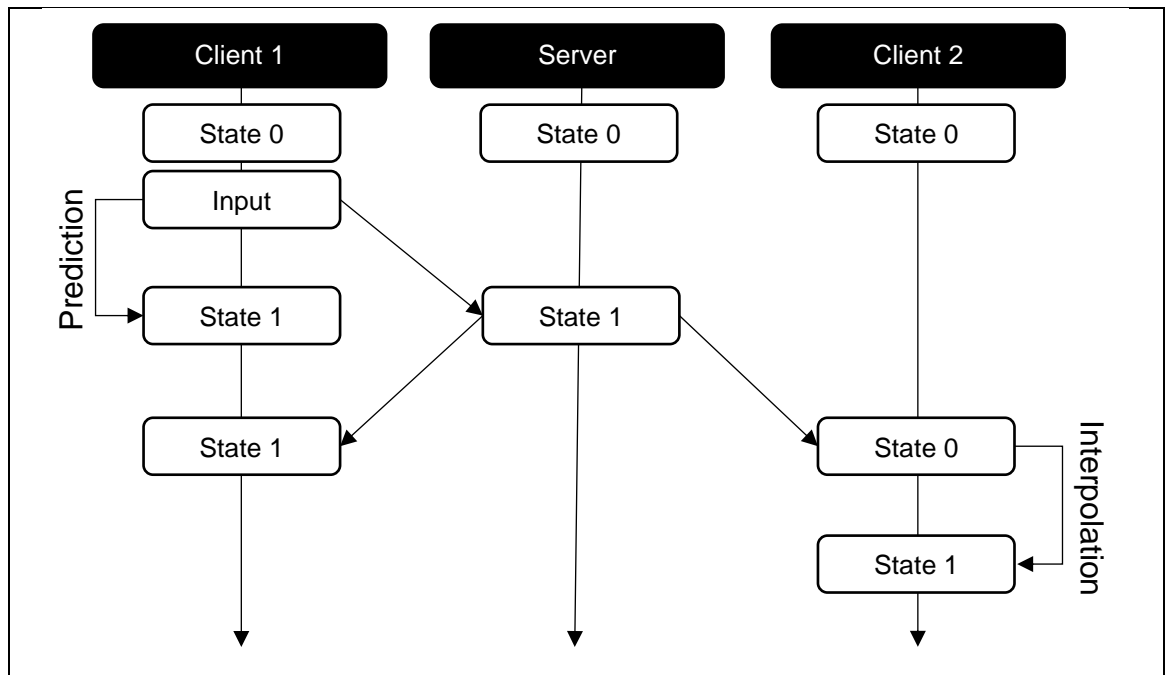 Client 1
Server
Client 2
State 0
State 0
State 0
Input
Prediction
State 1
State 1
State 1
State 0
Interpolation
State 1